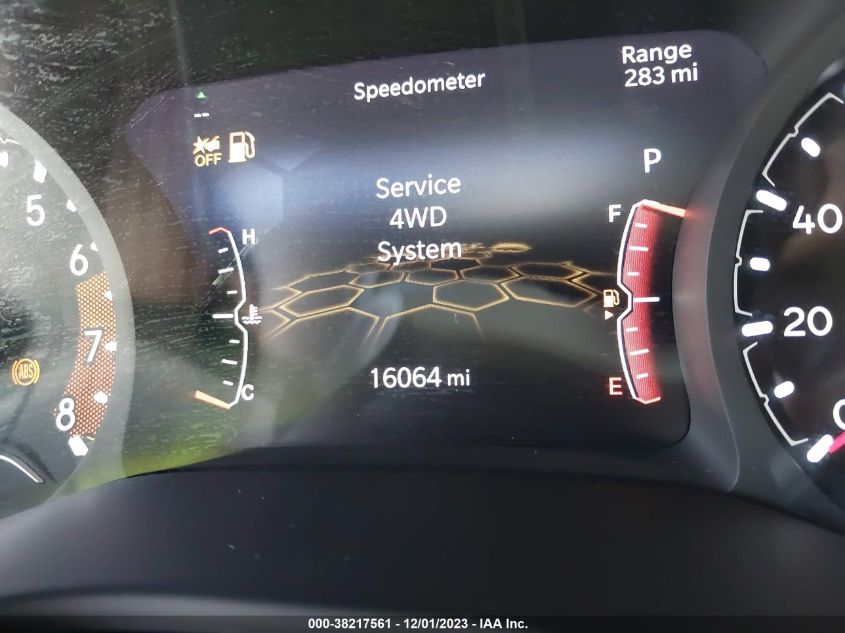 Speedometer
Range
283 mi
--
OFF
P
Service
4WD
System
H
C
F
E
16064 mi
5
6
7
8
ABS
40
20
0
000-38217561 - 12/01/2023 - IAA Inc.